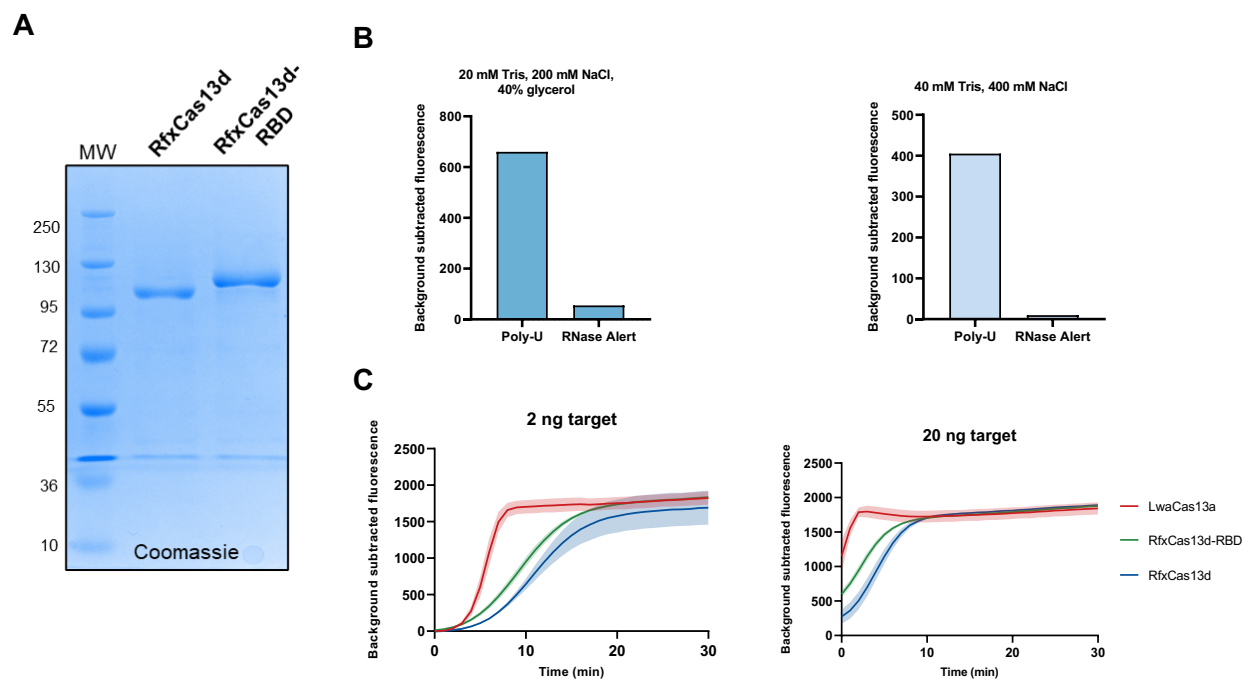 A
MW
RfxCas13d
RfxCas13d-
RBD
250
130
95
72
55
36
10
Coomassie
B
20 mM Tris, 200 mM NaCl,
40% glycerol
Background subtracted fluorescence
800
600
400
200
0
Poly-U
RNase Alert
40 mM Tris, 400 mM NaCl
Background subtracted fluorescence
500
400
300
200
100
0
Poly-U
RNase Alert
C
2 ng target
Background subtracted fluorescence
2500
2000
1500
1000
500
0
0
10
20
30
Time (min)
20 ng target
Background subtracted fluorescence
2500
2000
1500
1000
500
0
0
10
20
30
Time (min)
LwaCas13a
RfxCas13d-RBD
RfxCas13d